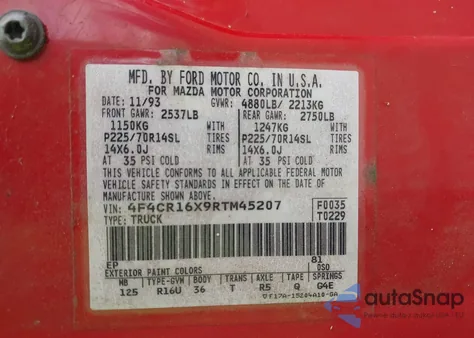 MFD. BY FORD MOTOR CO. IN U.S.A.
FOR MAZDA MOTOR CORPORATION
DATE: 11/93 GVWR: 4880LB/ 2213KG
FRONT GAWR: 2537LB REAR GAWR: 2750LB
1150KG WITH 1247KG WITH
P225/70R14SL TIRES P225/70R14SL TIRES
14X6.0J RIMS 14X6.0J RIMS
AT 35 PSI COLD AT 35 PSI COLD
THIS VEHICLE CONFORMS TO ALL APPLICABLE FEDERAL MOTOR
VEHICLE SAFETY STANDARDS IN EFFECT ON THE DATE OF
MANUFACTURE SHOWN ABOVE.
VEH. IDENT. NO.: 4F4CR16X9RTM45207 F0035
TYPE: TRUCK T0229
EP 81
EXTERIOR PAINT COLORS DSO
WB TYPE-GVW BODY TRANS AXLE TAPE SPRINGS
125 R16U 36 T R5 Q G4E
autoSnap